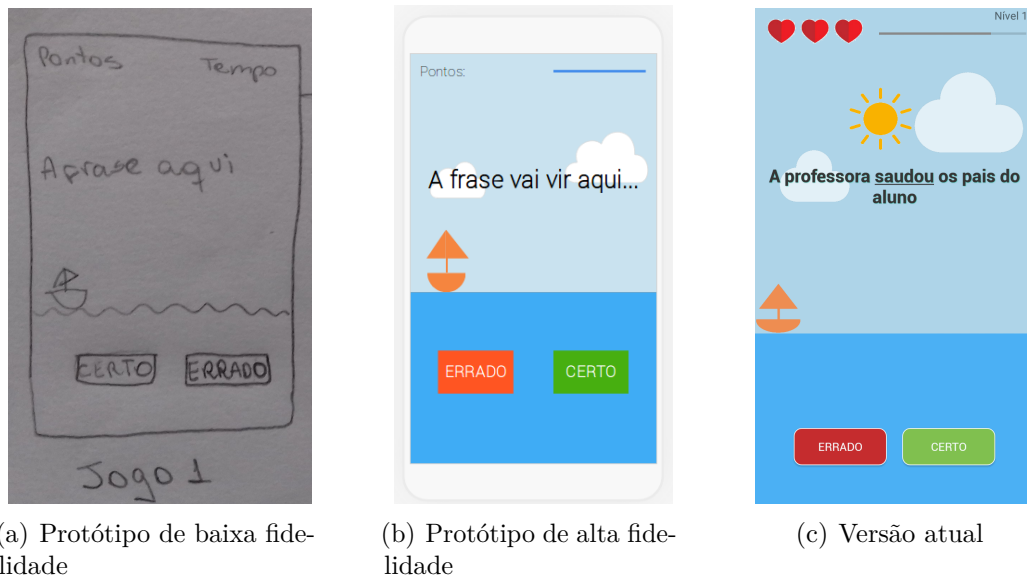 Pontos
Tempo
A frase aqui
CERTO
ERRADO
Jogo 1
(a) Protótipo de baixa fide-
lidade
Pontos:
A frase vai vir aqui...
ERRADO
CERTO
(b) Protótipo de alta fide-
lidade
Nível 1
A professora saudou os pais do
aluno
ERRADO
CERTO
(c) Versão atual